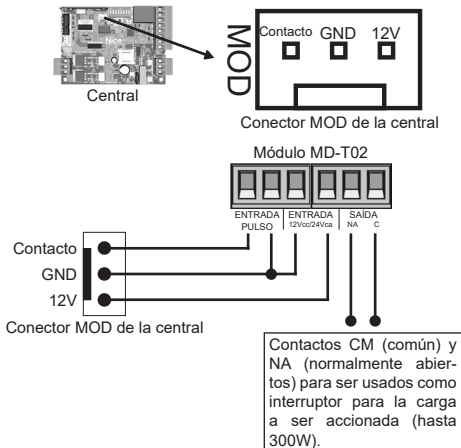 Nice
Central
MOD
Contacto GND 12V
Conector MOD de la central
Módulo MD-T02
ENTRADA PULSO
ENTRADA 12Vcc/24Vca
SAÍDA
NA C
Contacto
GND
12V
Conector MOD de la central
Contactos CM (común) y
NA (normalmente abier-
tos) para ser usados como
interruptor para la carga
a ser accionada (hasta
300W).